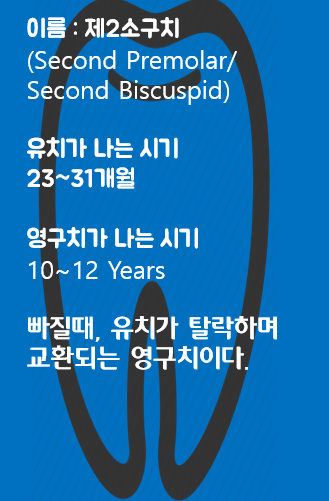 이름 : 제2소구치
(Second Premolar/
Second Biscuspid)
유치가 나는 시기
23~31개월
영구치가 나는 시기
10~12 Years
빠질때, 유치가 탈락하며
교환되는 영구치이다.